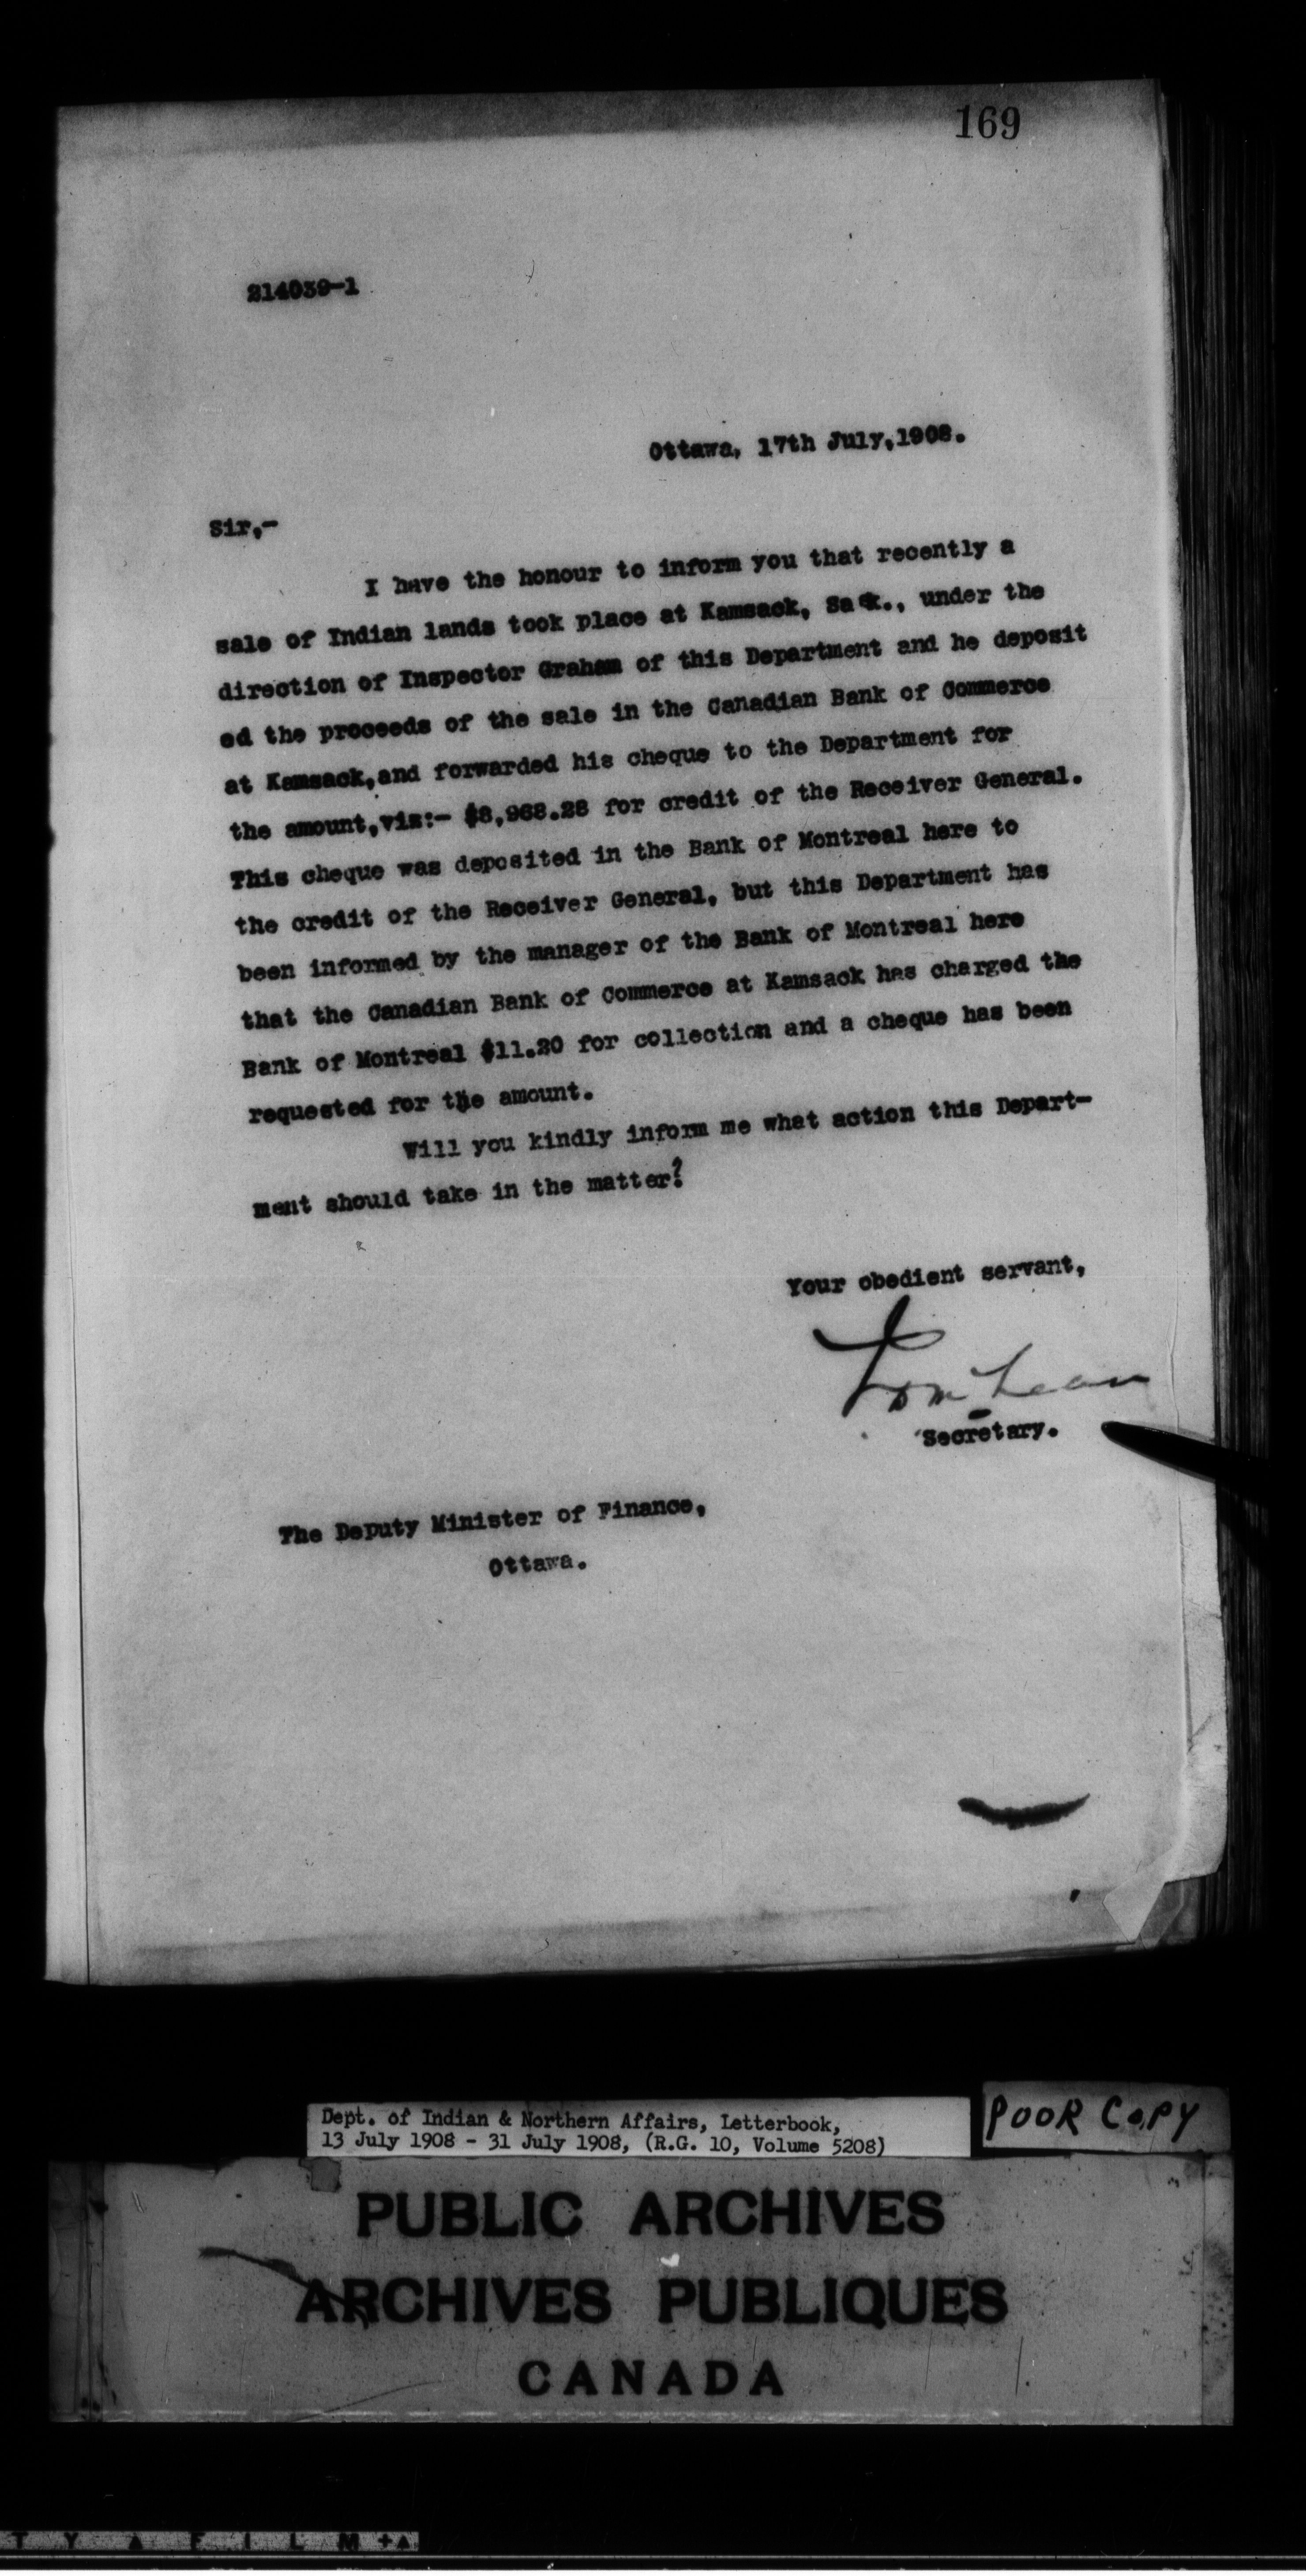 169
214039-1
Ottawa, 17th July,1908.
Sir,-
I have the honour to inform you that recently a
sale of Indian lands took place at Kamsack, Sask., under the
direction of Inspector Graham of this Department and he deposit
ed the proceeds of the sale in the Canadian Bank of Commerce
at Kamsack,and forwarded his cheque to the Department for
the amount,viz:- $8,968.28 for credit of the Receiver General.
This cheque was deposited in the Bank of Montreal here to
the credit of the Receiver General, but this Department has
been informed by the manager of the Bank of Montreal here
that the Canadian Bank of Commerce at Kamsack has charged the
Bank of Montreal $11.20 for collection and a cheque has been
requested for the amount.
Will you kindly inform me what action this Depart-
ment should take in the matter?
Your obedient servant,
Secretary.
The Deputy Minister of Finance,
Ottawa.
Dept. of Indian & Northern Affairs, Letterbook,
13 July 1908 - 31 July 1908, (R.G. 10, Volume 5208)
POOR COPY
PUBLIC ARCHIVES
ARCHIVES PUBLIQUES
CANADA